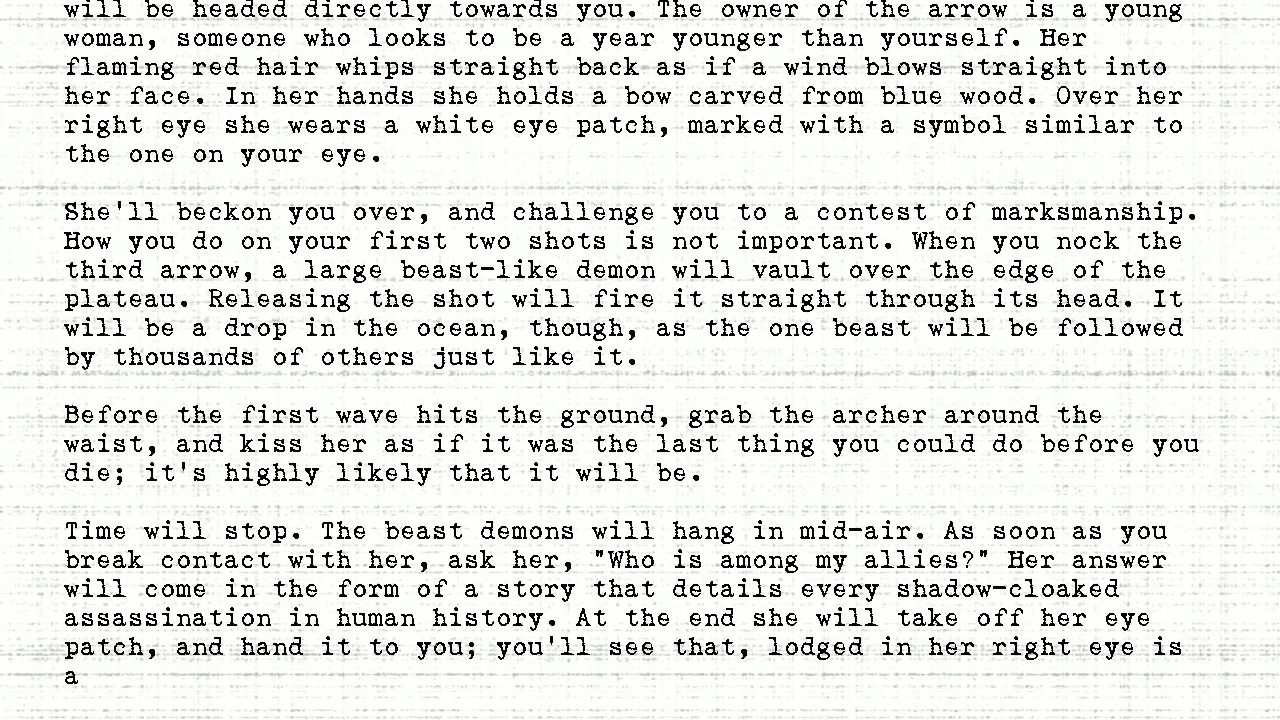 will be headed directly towards you. The owner of the arrow is a young
woman, someone who looks to be a year younger than yourself. Her
flaming red hair whips straight back as if a wind blows straight into
her face. In her hands she holds a bow carved from blue wood. Over her
right eye she wears a white eye patch, marked with a symbol similar to
the one on your eye.

She'll beckon you over, and challenge you to a contest of marksmanship.
How you do on your first two shots is not important. When you nock the
third arrow, a large beast-like demon will vault over the edge of the
plateau. Releasing the shot will fire it straight through its head. It
will be a drop in the ocean, though, as the one beast will be followed
by thousands of others just like it.

Before the first wave hits the ground, grab the archer around the
waist, and kiss her as if it was the last thing you could do before you
die; it's highly likely that it will be.

Time will stop. The beast demons will hang in mid-air. As soon as you
break contact with her, ask her, "Who is among my allies?" Her answer
will come in the form of a story that details every shadow-cloaked
assassination in human history. At the end she will take off her eye
patch, and hand it to you; you'll see that, lodged in her right eye is
a